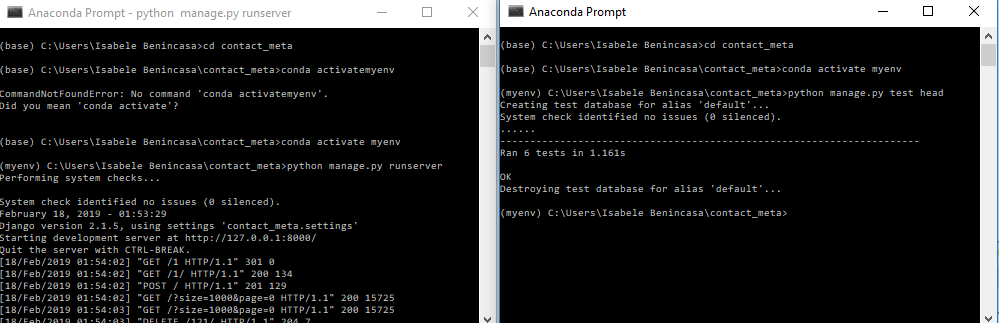 Anaconda Prompt - python  manage.py runserver
(base) C:\Users\Isabele Benincasa>cd contact_meta
(base) C:\Users\Isabele Benincasa\contact_meta>conda activatemyenv
CommandNotFoundError: No command 'conda activatemyenv'.
Did you mean 'conda activate'?
(base) C:\Users\Isabele Benincasa\contact_meta>conda activate myenv
(myenv) C:\Users\Isabele Benincasa\contact_meta>python manage.py runserver
Performing system checks...
System check identified no issues (0 silenced).
February 18, 2019 - 01:53:29
Django version 2.1.5, using settings 'contact_meta.settings'
Starting development server at http://127.0.0.1:8000/
Quit the server with CTRL-BREAK.
[18/Feb/2019 01:54:02] "GET /1 HTTP/1.1" 301 0
[18/Feb/2019 01:54:02] "GET /1/ HTTP/1.1" 200 134
[18/Feb/2019 01:54:02] "POST / HTTP/1.1" 201 129
[18/Feb/2019 01:54:02] "GET /?size=1000&page=0 HTTP/1.1" 200 15725
[18/Feb/2019 01:54:03] "GET /?size=1000&page=0 HTTP/1.1" 200 15725
[18/Feb/2019 01:54:03] "DELETE /121/ HTTP/1.1" 204 7
Anaconda Prompt
(base) C:\Users\Isabele Benincasa>cd contact_meta
(base) C:\Users\Isabele Benincasa\contact_meta>conda activate myenv
(myenv) C:\Users\Isabele Benincasa\contact_meta>python manage.py test head
Creating test database for alias 'default'...
System check identified no issues (0 silenced).
......
----------------------------------------------------------------------
Ran 6 tests in 1.161s
OK
Destroying test database for alias 'default'...
(myenv) C:\Users\Isabele Benincasa\contact_meta>